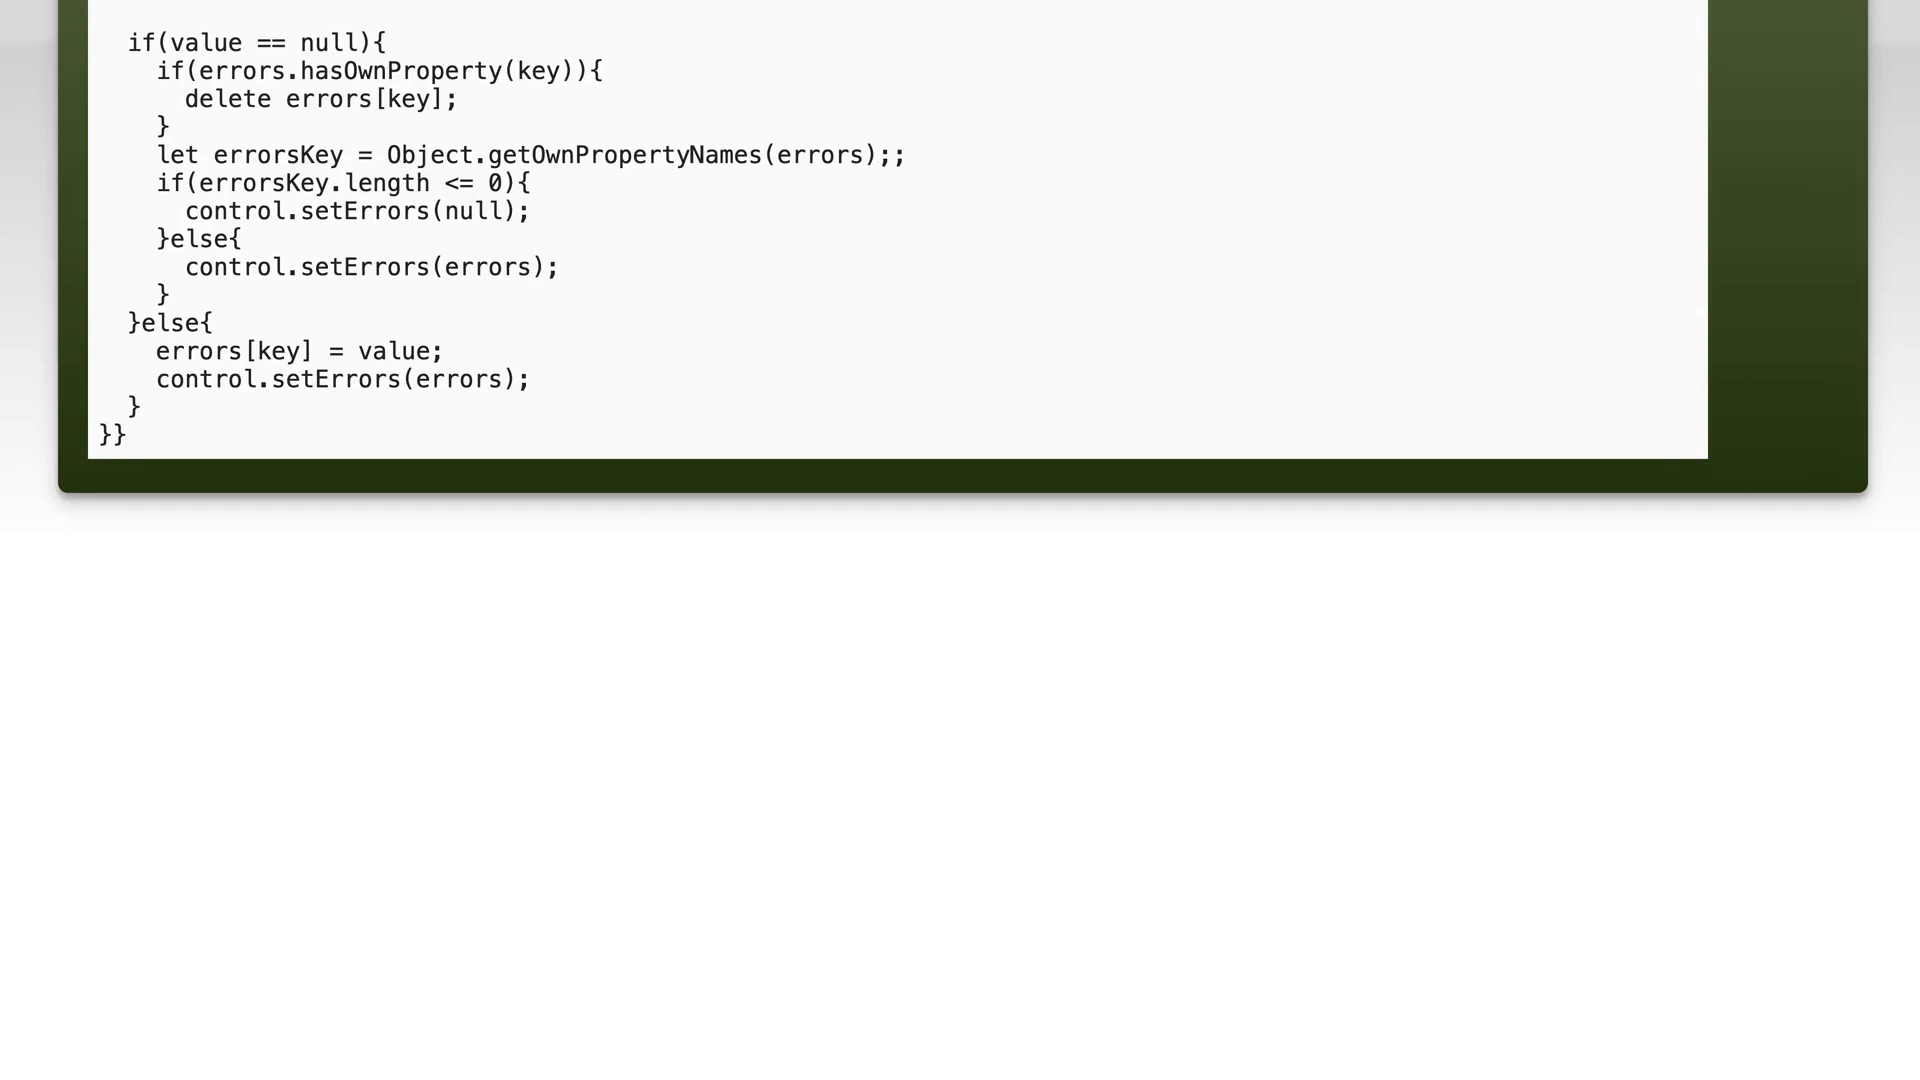 if(value == null){
if(errors.hasOwnProperty(key)){
delete errors[key];
}
let errorsKey = Object.getOwnPropertyNames(errors);;
if(errorsKey.length <= 0){
control.setErrors(null);
}else{
control.setErrors(errors);
}
}else{
errors[key] = value;
control.setErrors(errors);
}
}}